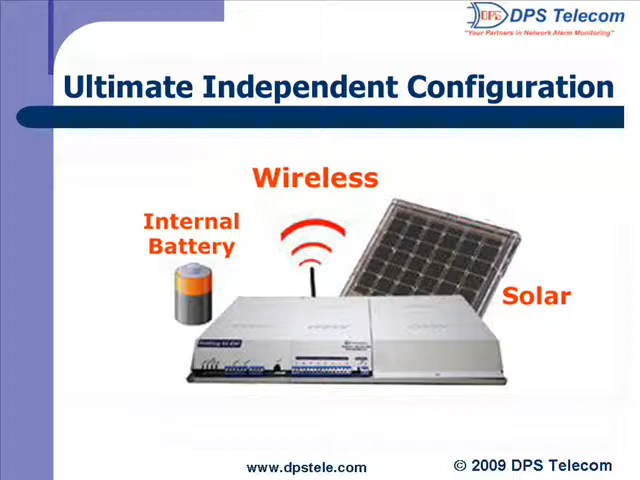 DPS DPS Telecom
"Your Partners in Network Alarm Monitoring"
Ultimate Independent Configuration
Wireless
Internal
Battery
Solar
www.dpstele.com
© 2009 DPS Telecom